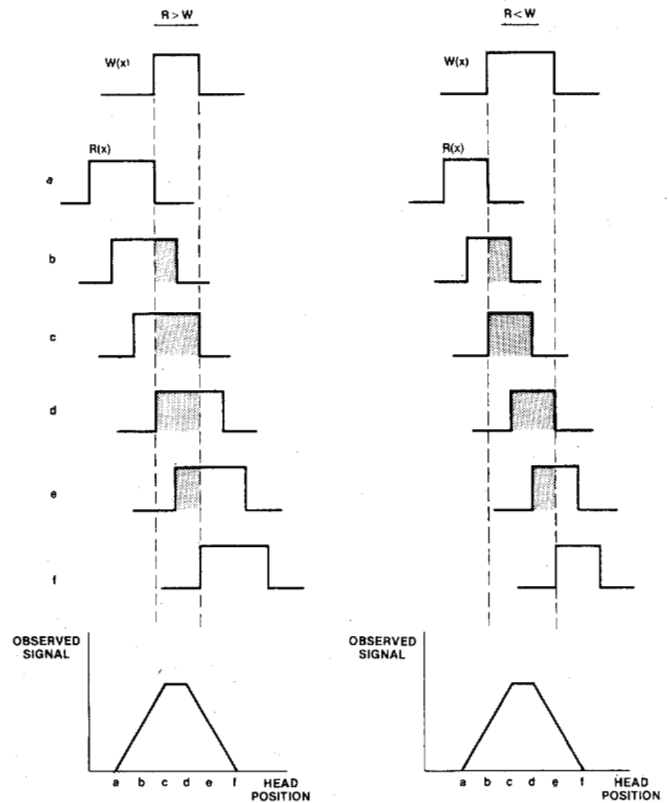 R > W
R < W
W(x)
W(x)
R(x)
R(x)
a
b
c
d
e
f
OBSERVED
SIGNAL
a b c d e f HEAD
POSITION
OBSERVED
SIGNAL
a b c d e f HEAD
POSITION